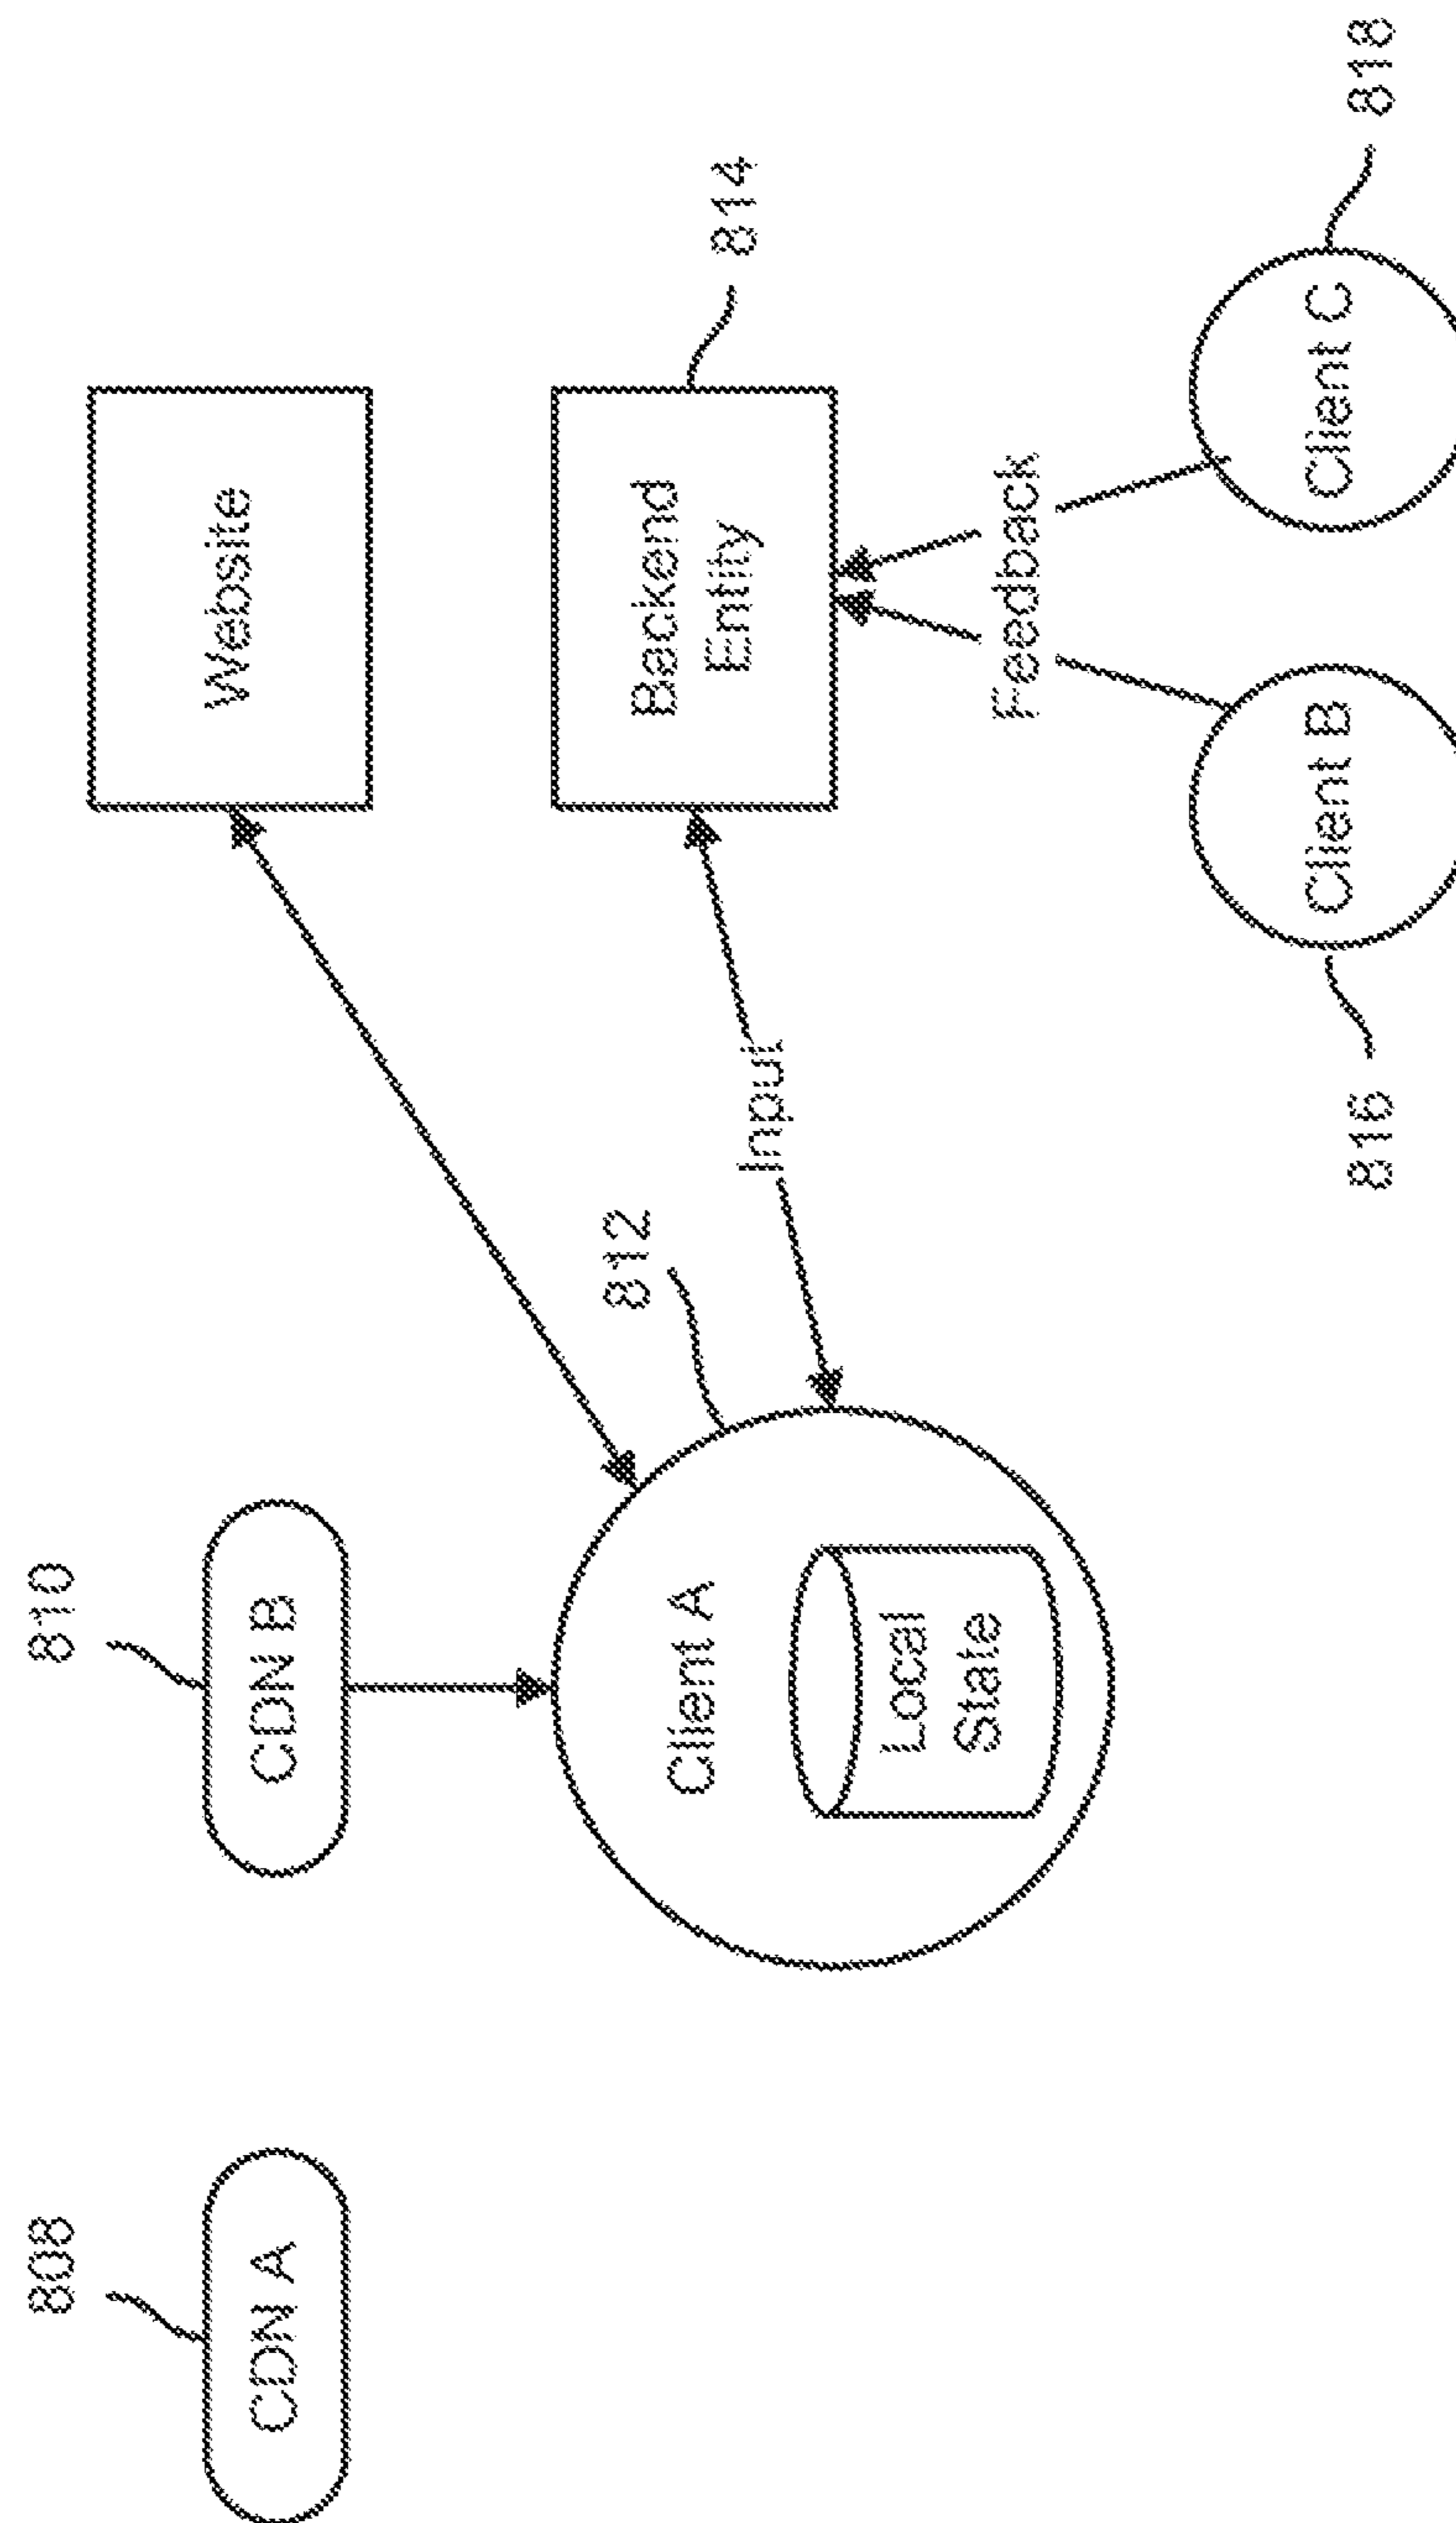 808
810
CDN A
CDN B
Website
812
Client A
Local
State
Input
814
Backend
Entity
Feedback
816
Client B
Client C
818